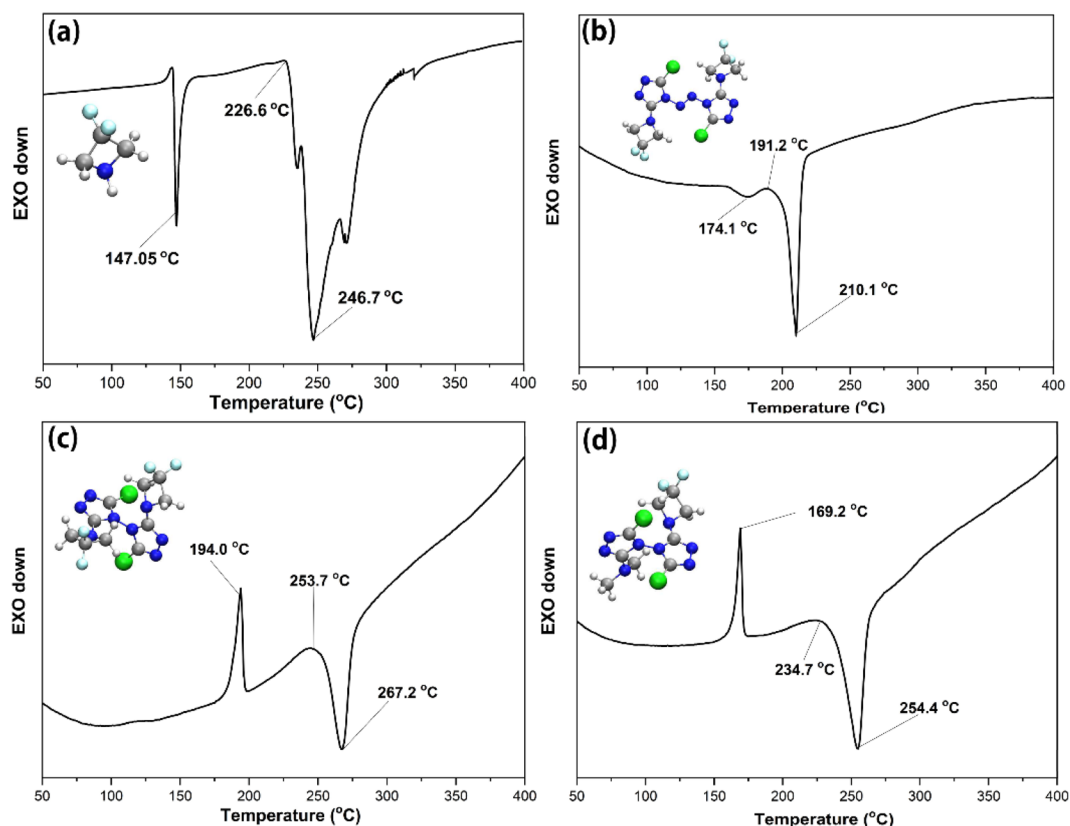 (a)
EXO down
226.6 °C
147.05 °C
246.7 °C
50 100 150 200 250 300 350 400
Temperature (°C)
(b)
EXO down
191.2 °C
174.1 °C
210.1 °C
50 100 150 200 250 300 350 400
Temperature (°C)
(c)
EXO down
194.0 °C
253.7 °C
267.2 °C
50 100 150 200 250 300 350 400
Temperature (°C)
(d)
EXO down
169.2 °C
234.7 °C
254.4 °C
50 100 150 200 250 300 350 400
Temperature (°C)